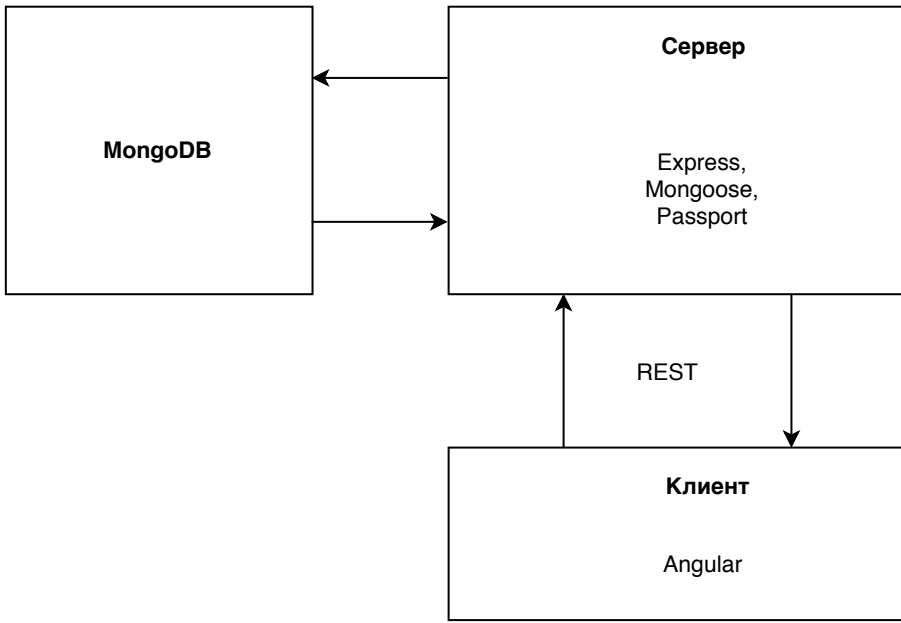 MongoDB
Сервер
Express,
Mongoose,
Passport
REST
Клиент
Angular